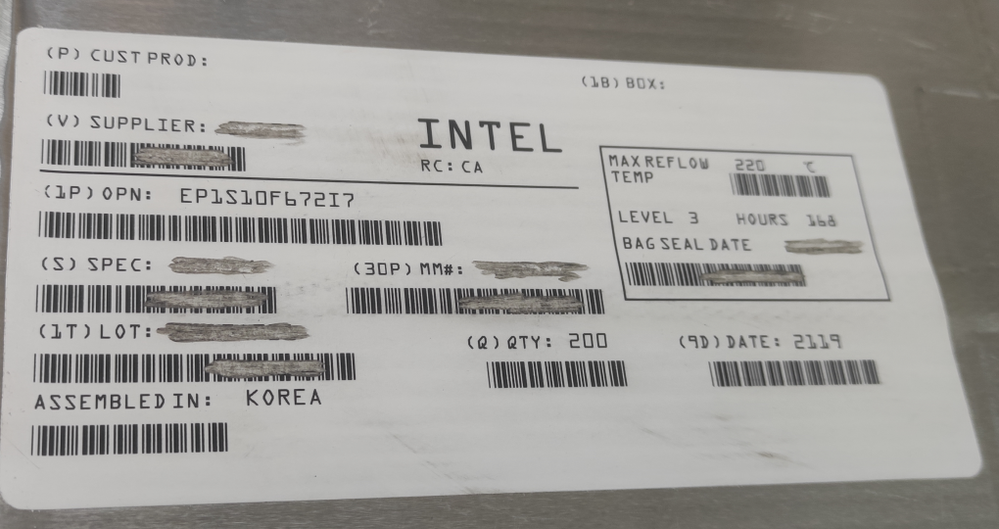 (P) CUST PROD:
(1B) BOX:
(V) SUPPLIER:
INTEL
RC: CA
MAX REFLOW TEMP 220 °C
LEVEL 3 HOURS 168
BAG SEAL DATE
(1P) OPN: EP1S10F672I7
(S) SPEC:
(30P) MM#:
(1T) LOT:
(Q) QTY: 200
(9D) DATE: 2119
ASSEMBLED IN: KOREA